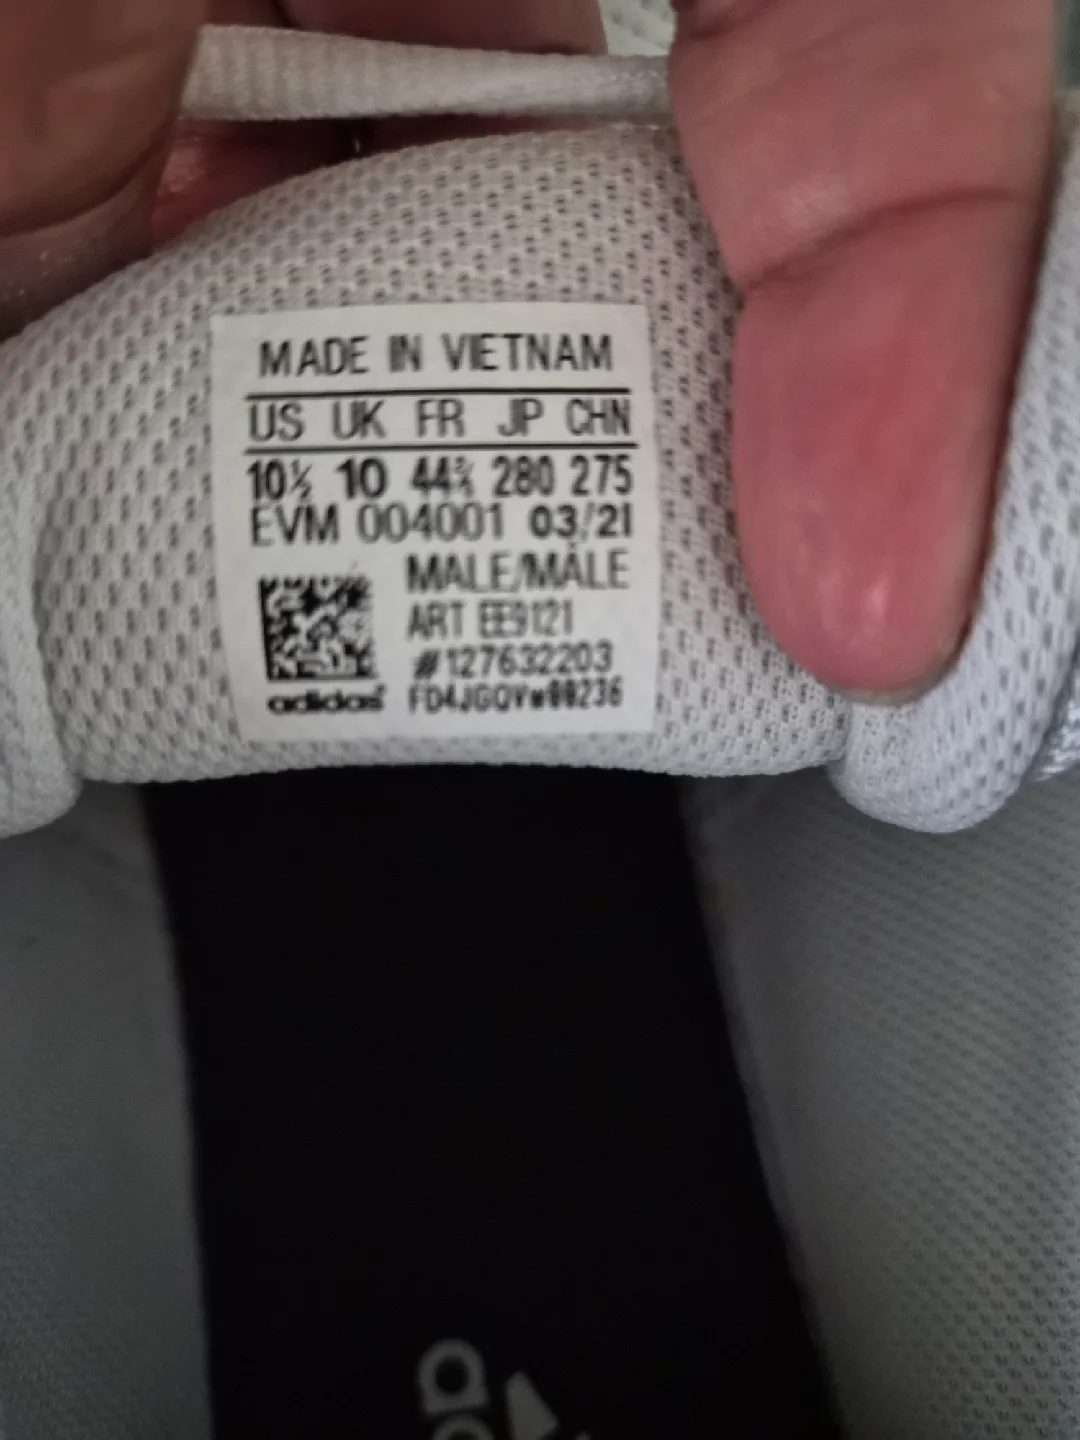 MADE IN VIETNAM
US UK FR JP CHN
10½ 10 44⅔ 280 275
EVM 004001 03/21
MALE/MÂLE
ART EE9121
#127632203
adidas FD4JGQVW00236